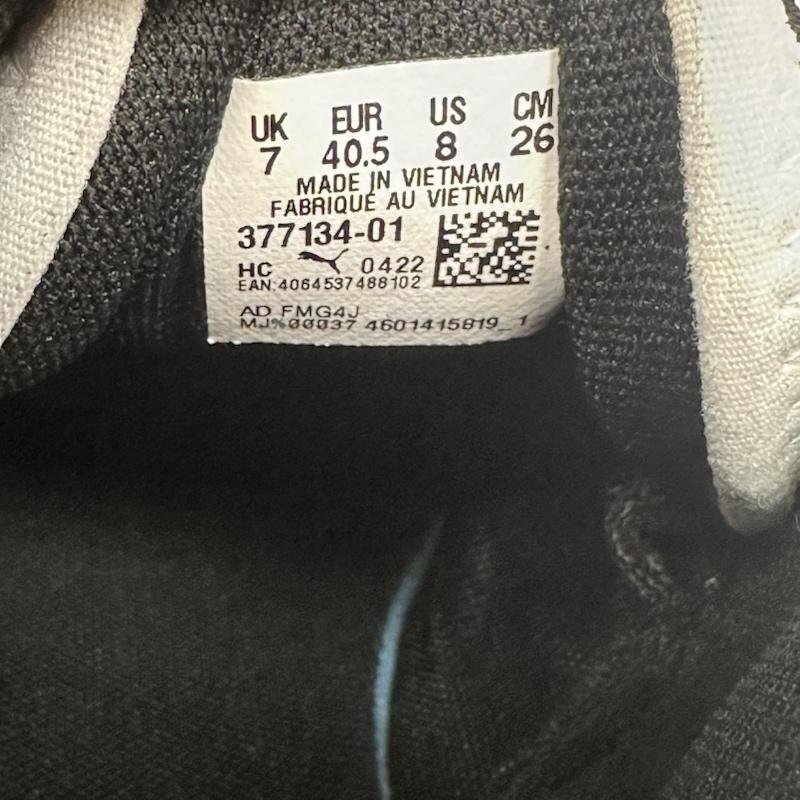 UK EUR US CM
7 40.5 8 26
MADE IN VIETNAM
FABRIQUÉ AU VIETNAM
377134-01
HC 0422
EAN:4064537488102
AD FMG4J
MJ%00037 4601415819_1